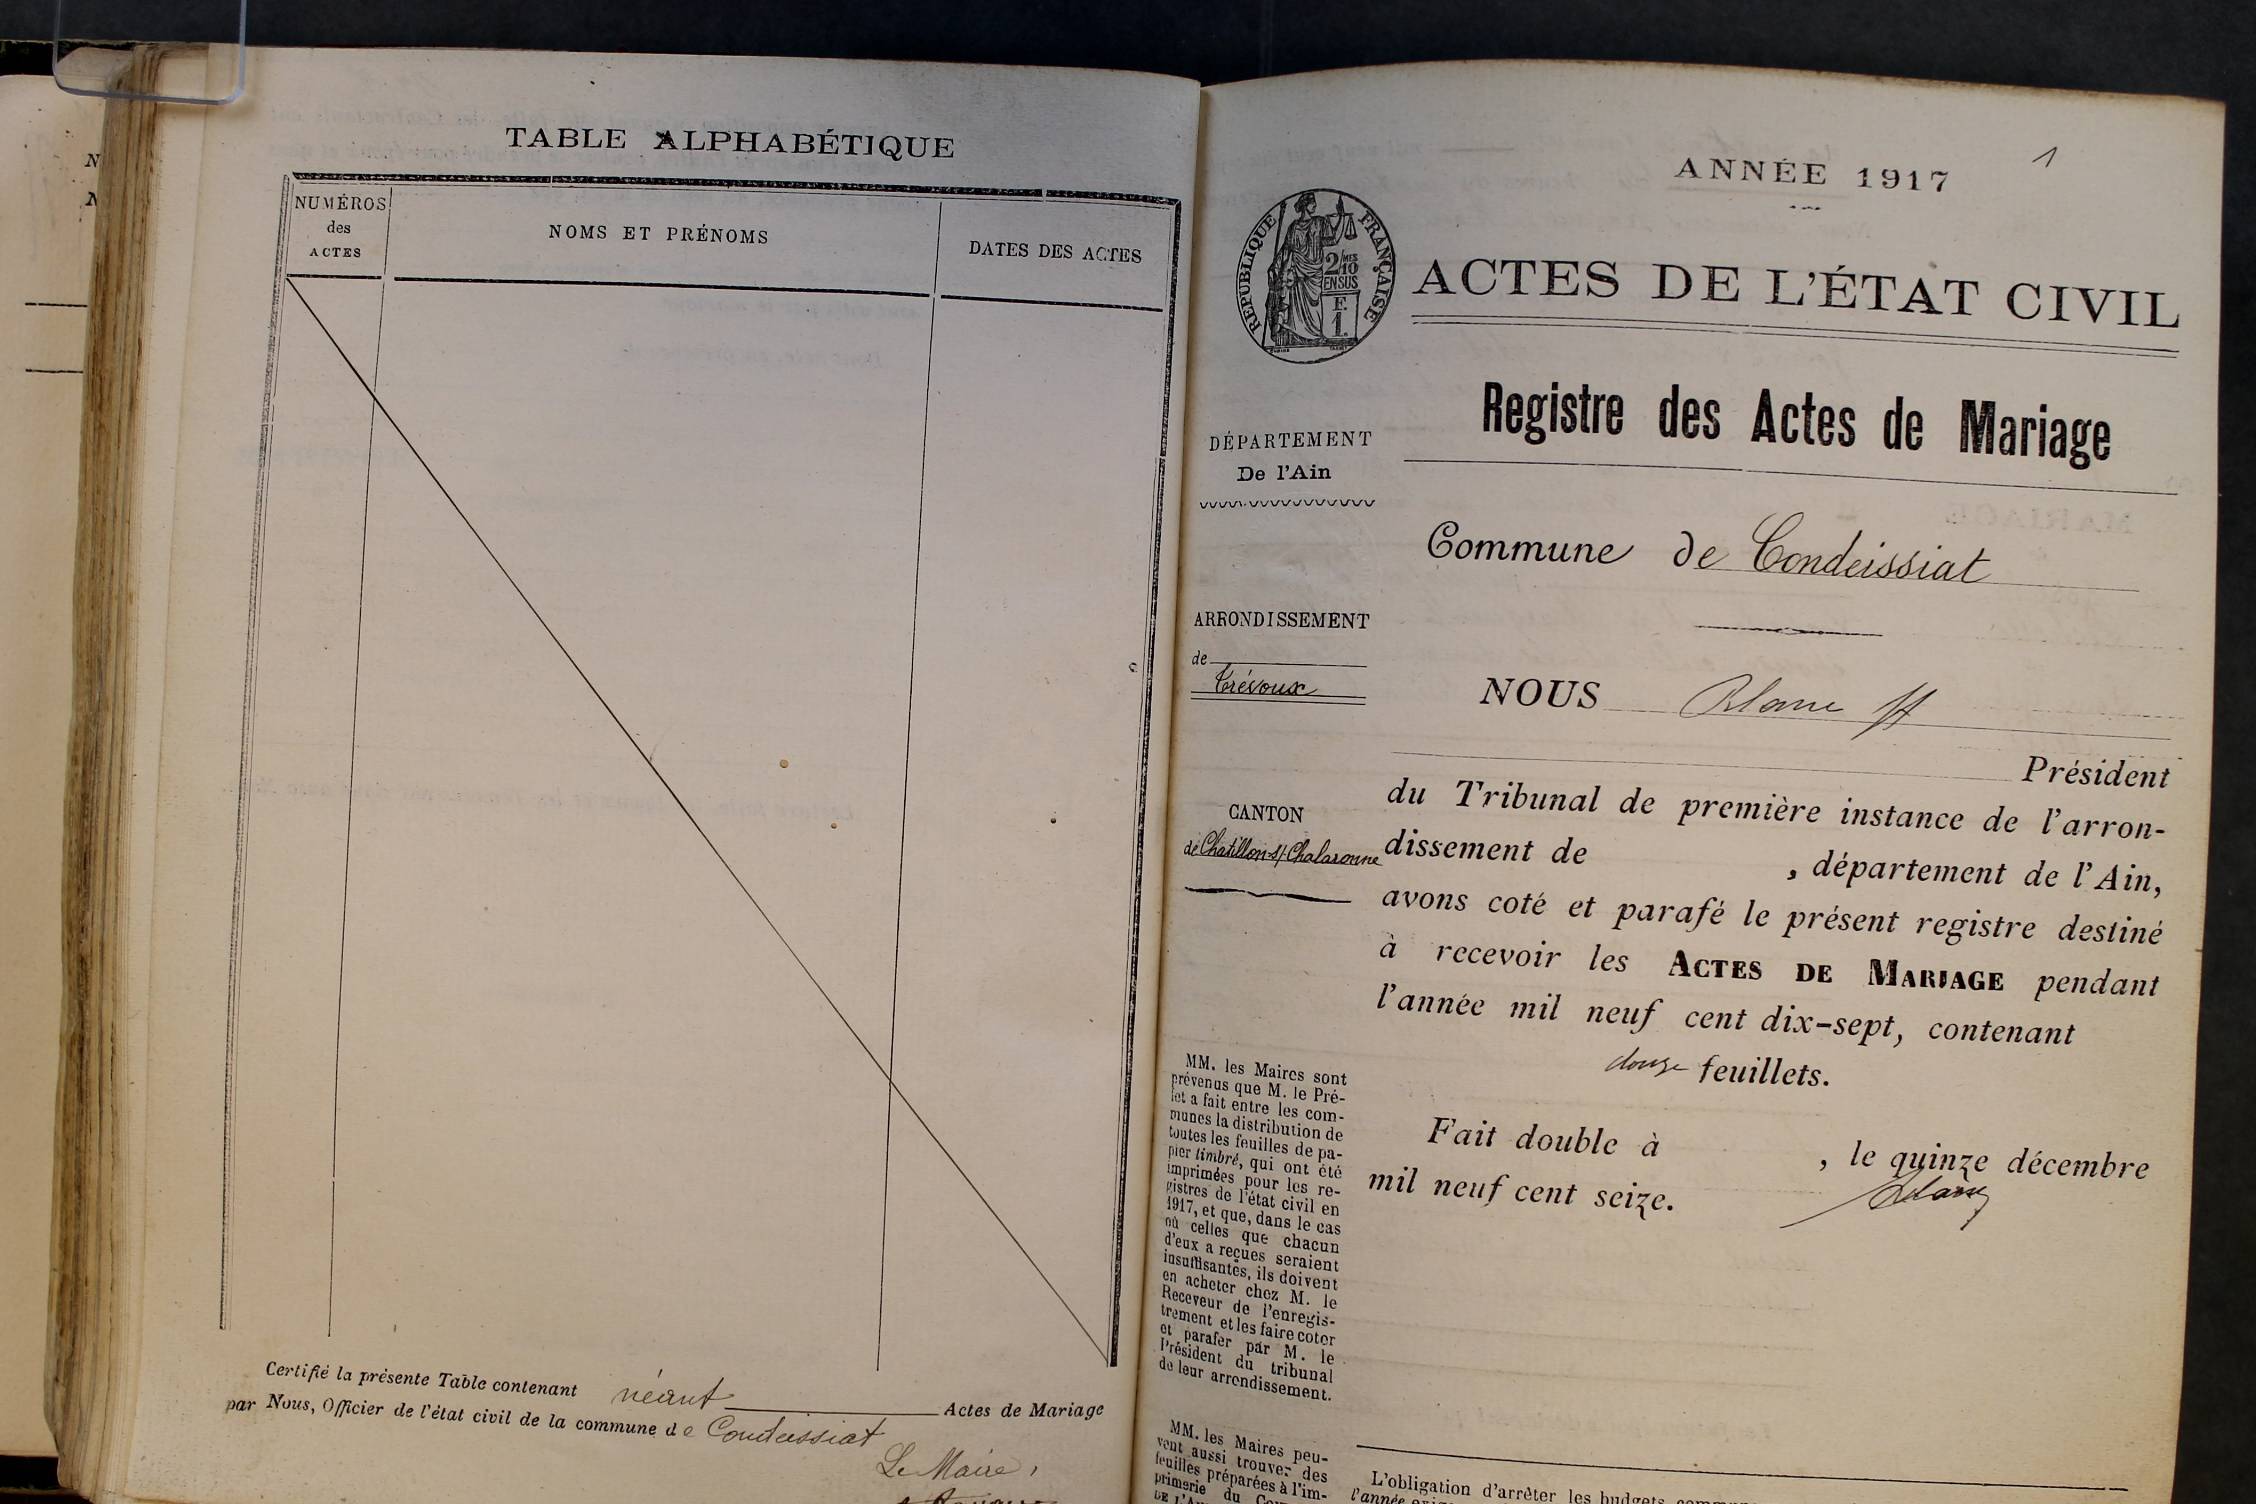 TABLE ALPHABÉTIQUE
NUMÉROS
des
ACTES
NOMS ET PRÉNOMS
DATES DES ACTES
Certifié la présente Table contenant néant Actes de Mariage
par Nous, Officier de l'état civil de la commune de Condeissiat
Le Maire,
1
ANNÉE 1917
RÉPUBLIQUE FRANÇAISE
2/10 MES
EN SUS
F.
1.
ACTES DE L'ÉTAT CIVIL
Registre des Actes de Mariage
DÉPARTEMENT
De l'Ain
Commune de Condeissiat
ARRONDISSEMENT
de
Trévoux
NOUS
Président
du Tribunal de première instance de l'arron-
CANTON
de Chatillon-s/-Chalaronne
dissement de , département de l'Ain,
avons coté et parafé le présent registre destiné
à recevoir les ACTES DE MARIAGE pendant
l'année mil neuf cent dix-sept, contenant
douze feuillets.
Fait double à , le quinze décembre
mil neuf cent seize.
MM. les Maires sont
prévenus que M. le Pré-
fet a fait entre les com-
munes la distribution de
toutes les feuilles de pa-
pier timbré, qui ont été
imprimées pour les re-
gistres de l'état civil en
1917, et que, dans le cas
où celles que chacun
d'eux a reçues seraient
insuffisantes, ils doivent
en acheter chez M. le
Receveur de l'enregis-
trement et les faire coter
et parafer par M. le
Président du tribunal
de leur arrondissement.
MM. les Maires peu-
vent aussi trouver des
feuilles préparées à l'im-
primerie du
L'obligation d'arrêter les budgets
l'année